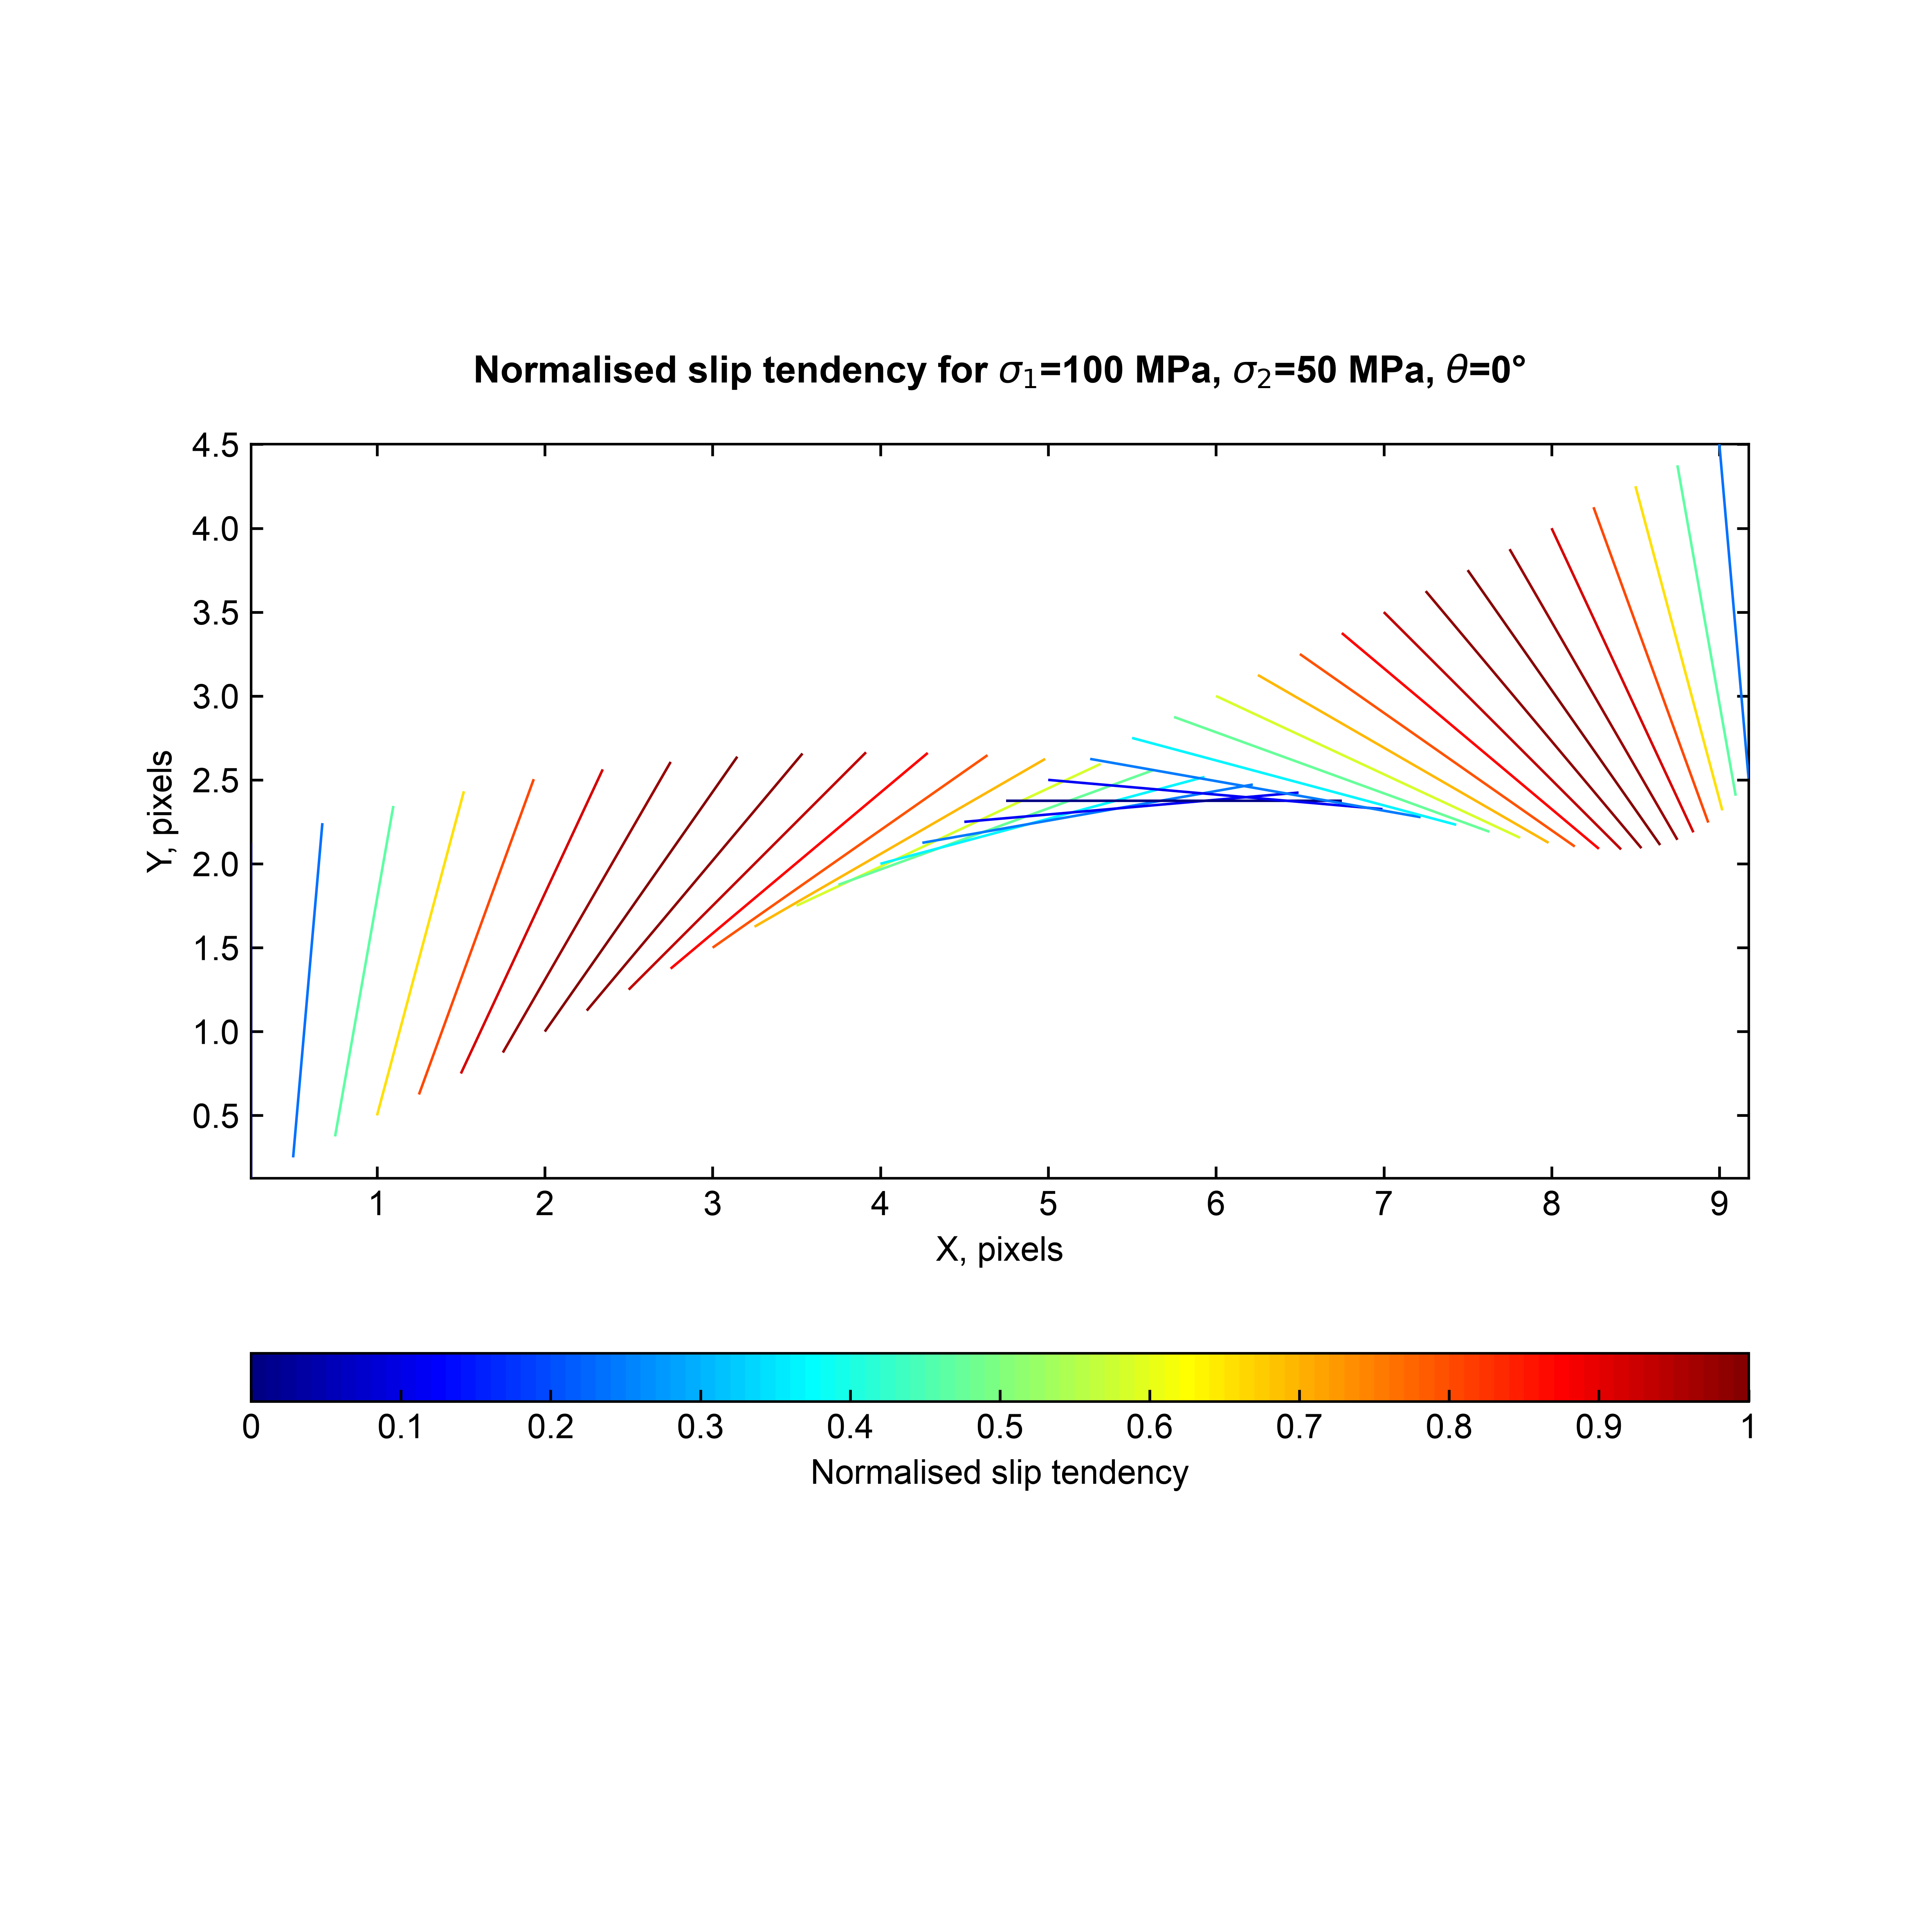 Normalised slip tendency for σ₁=100 MPa, σ₂=50 MPa, θ=0°
4.5
4.0
3.5
3.0
2.5
2.0
1.5
1.0
0.5
Y, pixels
1 2 3 4 5 6 7 8 9
X, pixels
0 0.1 0.2 0.3 0.4 0.5 0.6 0.7 0.8 0.9 1
Normalised slip tendency